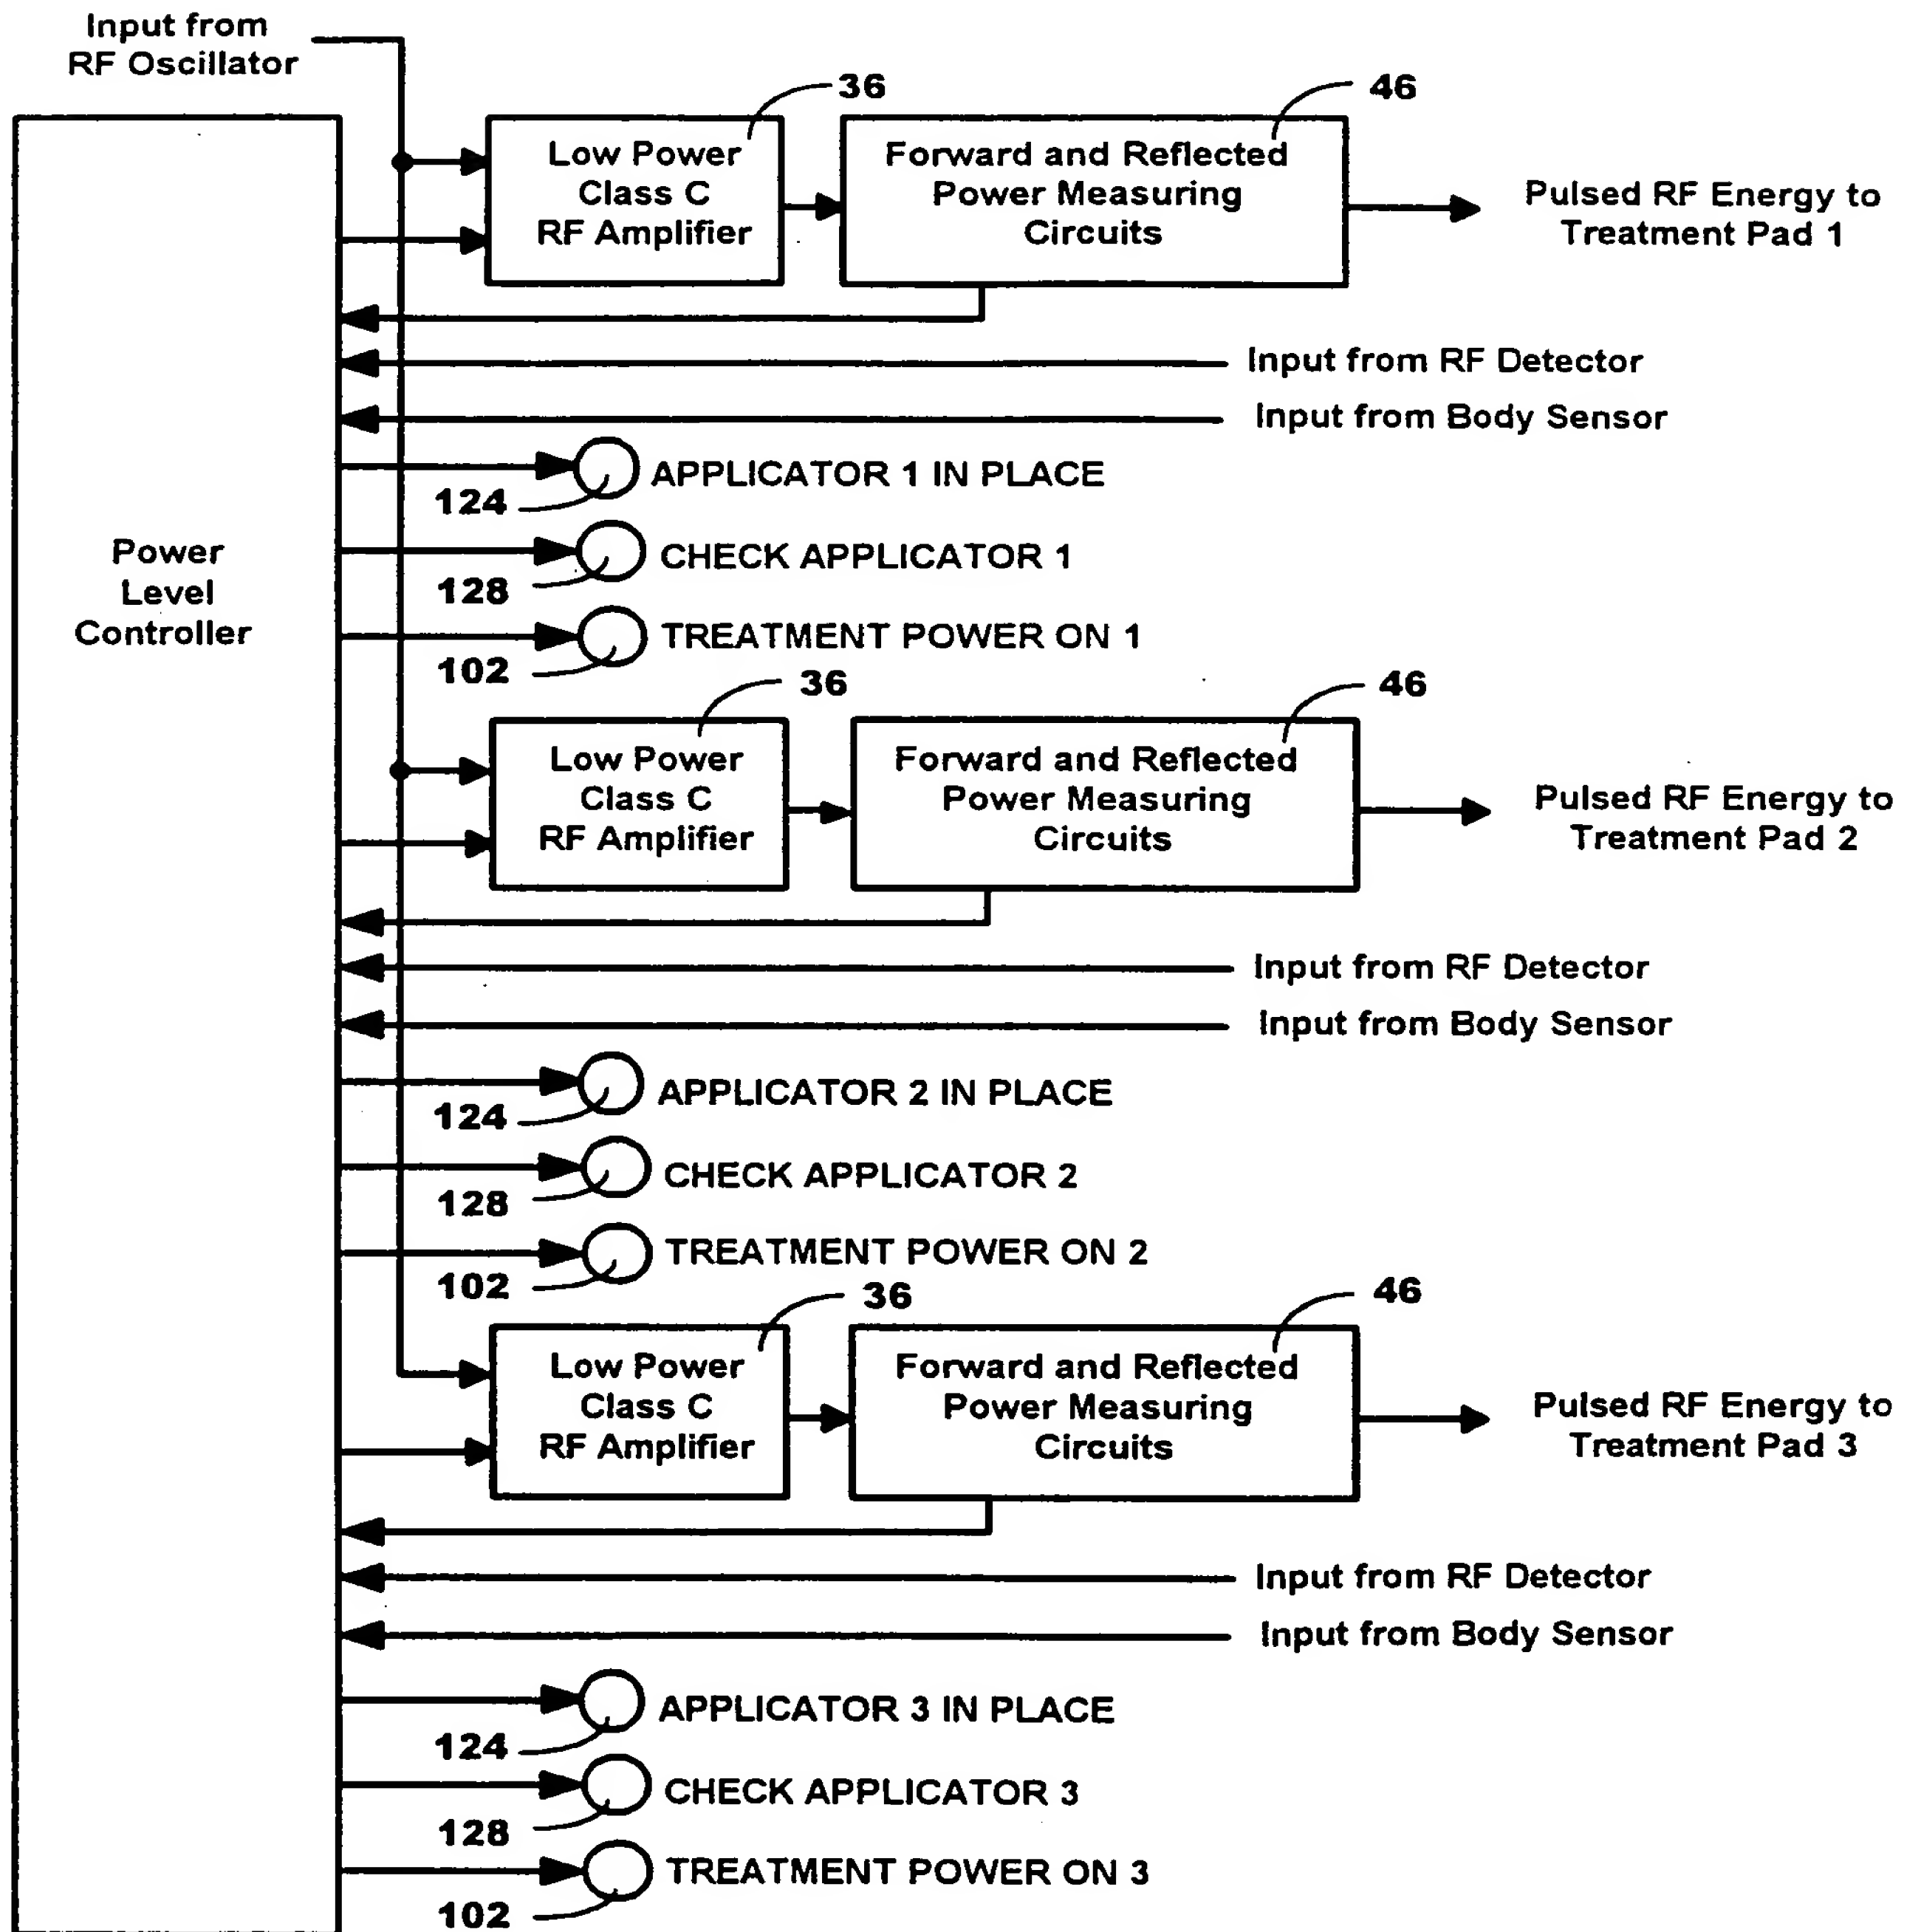 Input from
RF Oscillator
36
46
Low Power
Class C
RF Amplifier
Forward and Reflected
Power Measuring
Circuits
Pulsed RF Energy to
Treatment Pad 1
Input from RF Detector
Input from Body Sensor
APPLICATOR 1 IN PLACE
124
Power
Level
Controller
CHECK APPLICATOR 1
128
TREATMENT POWER ON 1
102
36
46
Low Power
Class C
RF Amplifier
Forward and Reflected
Power Measuring
Circuits
Pulsed RF Energy to
Treatment Pad 2
Input from RF Detector
Input from Body Sensor
APPLICATOR 2 IN PLACE
124
CHECK APPLICATOR 2
128
TREATMENT POWER ON 2
102
36
46
Low Power
Class C
RF Amplifier
Forward and Reflected
Power Measuring
Circuits
Pulsed RF Energy to
Treatment Pad 3
Input from RF Detector
Input from Body Sensor
APPLICATOR 3 IN PLACE
124
CHECK APPLICATOR 3
128
TREATMENT POWER ON 3
102